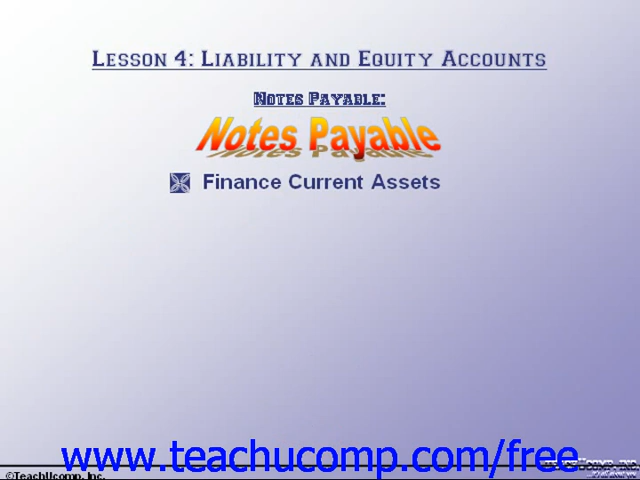 Lesson 4: Liability and Equity Accounts
Notes Payable:
Notes Payable
Finance Current Assets
www.teachucomp.com/free
©TeachUcomp, Inc.